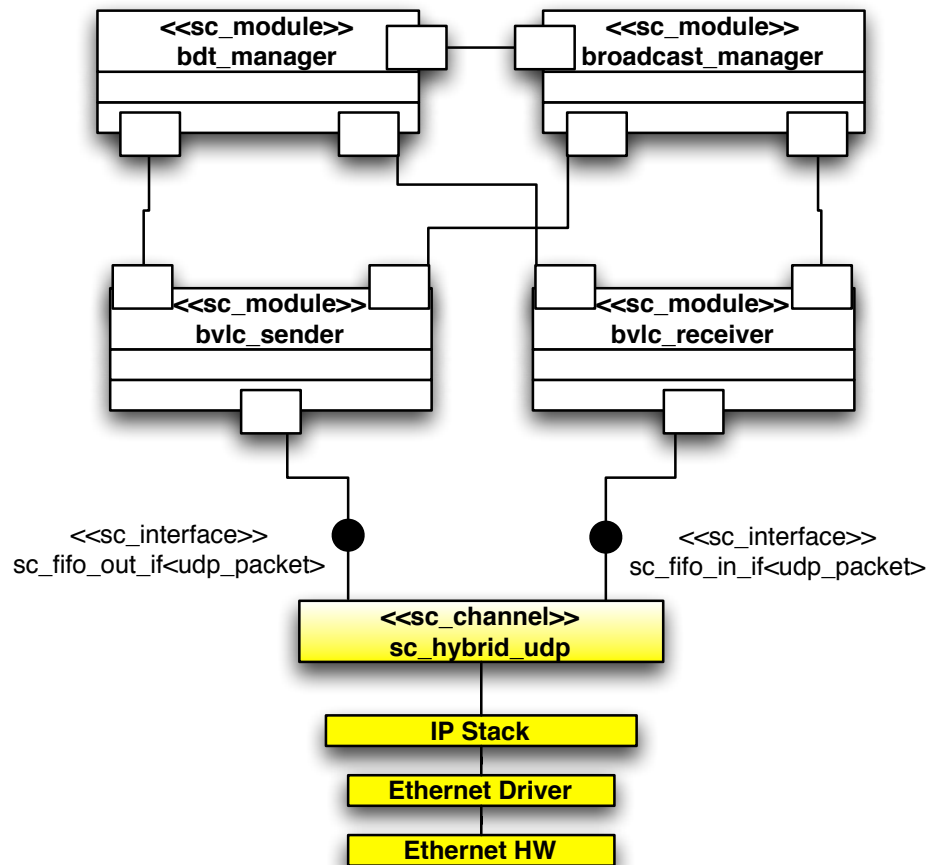 <<sc_module>>
bdt_manager
<<sc_module>>
broadcast_manager
<<sc_module>>
bvlc_sender
<<sc_module>>
bvlc_receiver
<<sc_interface>>
sc_fifo_out_if<udp_packet>
<<sc_interface>>
sc_fifo_in_if<udp_packet>
<<sc_channel>>
sc_hybrid_udp
IP Stack
Ethernet Driver
Ethernet HW